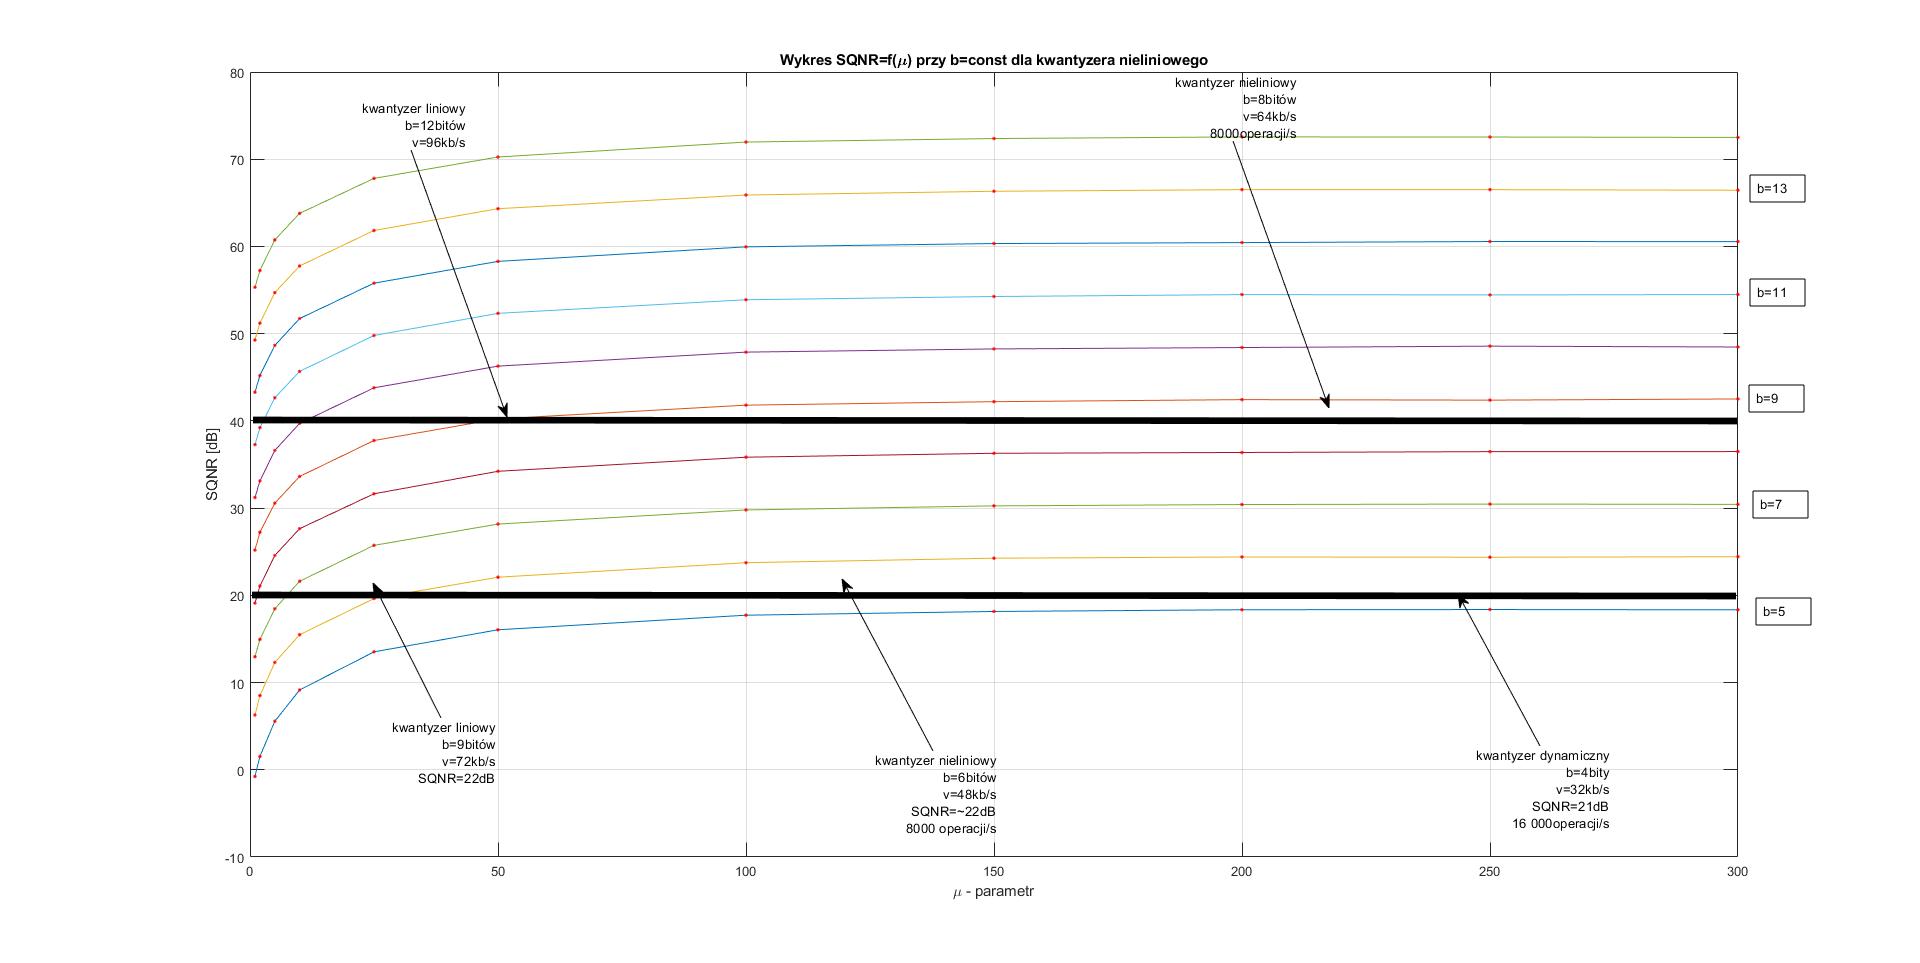 Wykres SQNR=f(μ) przy b=const dla kwantyzera nieliniowego
kwantyzer liniowy
b=12bitów
v=96kb/s
kwantyzer nieliniowy
b=8bitów
v=64kb/s
8000operacji/s
80
70
60
50
40
30
20
10
0
-10
SQNR [dB]
b=13
b=11
b=9
b=7
b=5
kwantyzer liniowy
b=9bitów
v=72kb/s
SQNR=22dB
kwantyzer nieliniowy
b=6bitów
v=48kb/s
SQNR=~22dB
8000 operacji/s
kwantyzer dynamiczny
b=4bity
v=32kb/s
SQNR=21dB
16 000operacji/s
0
50
100
150
200
250
300
μ - parametr